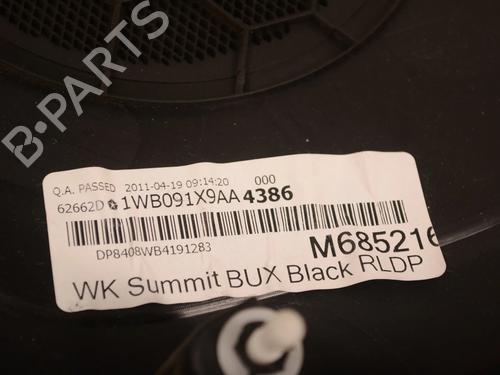 B-PARTS
Q.A. PASSED 2011-04-19 09:14:20 000
62662D 1WB091X9AA 4386
DP8408WB4191283
M685216
WK Summit BUX Black RLDP